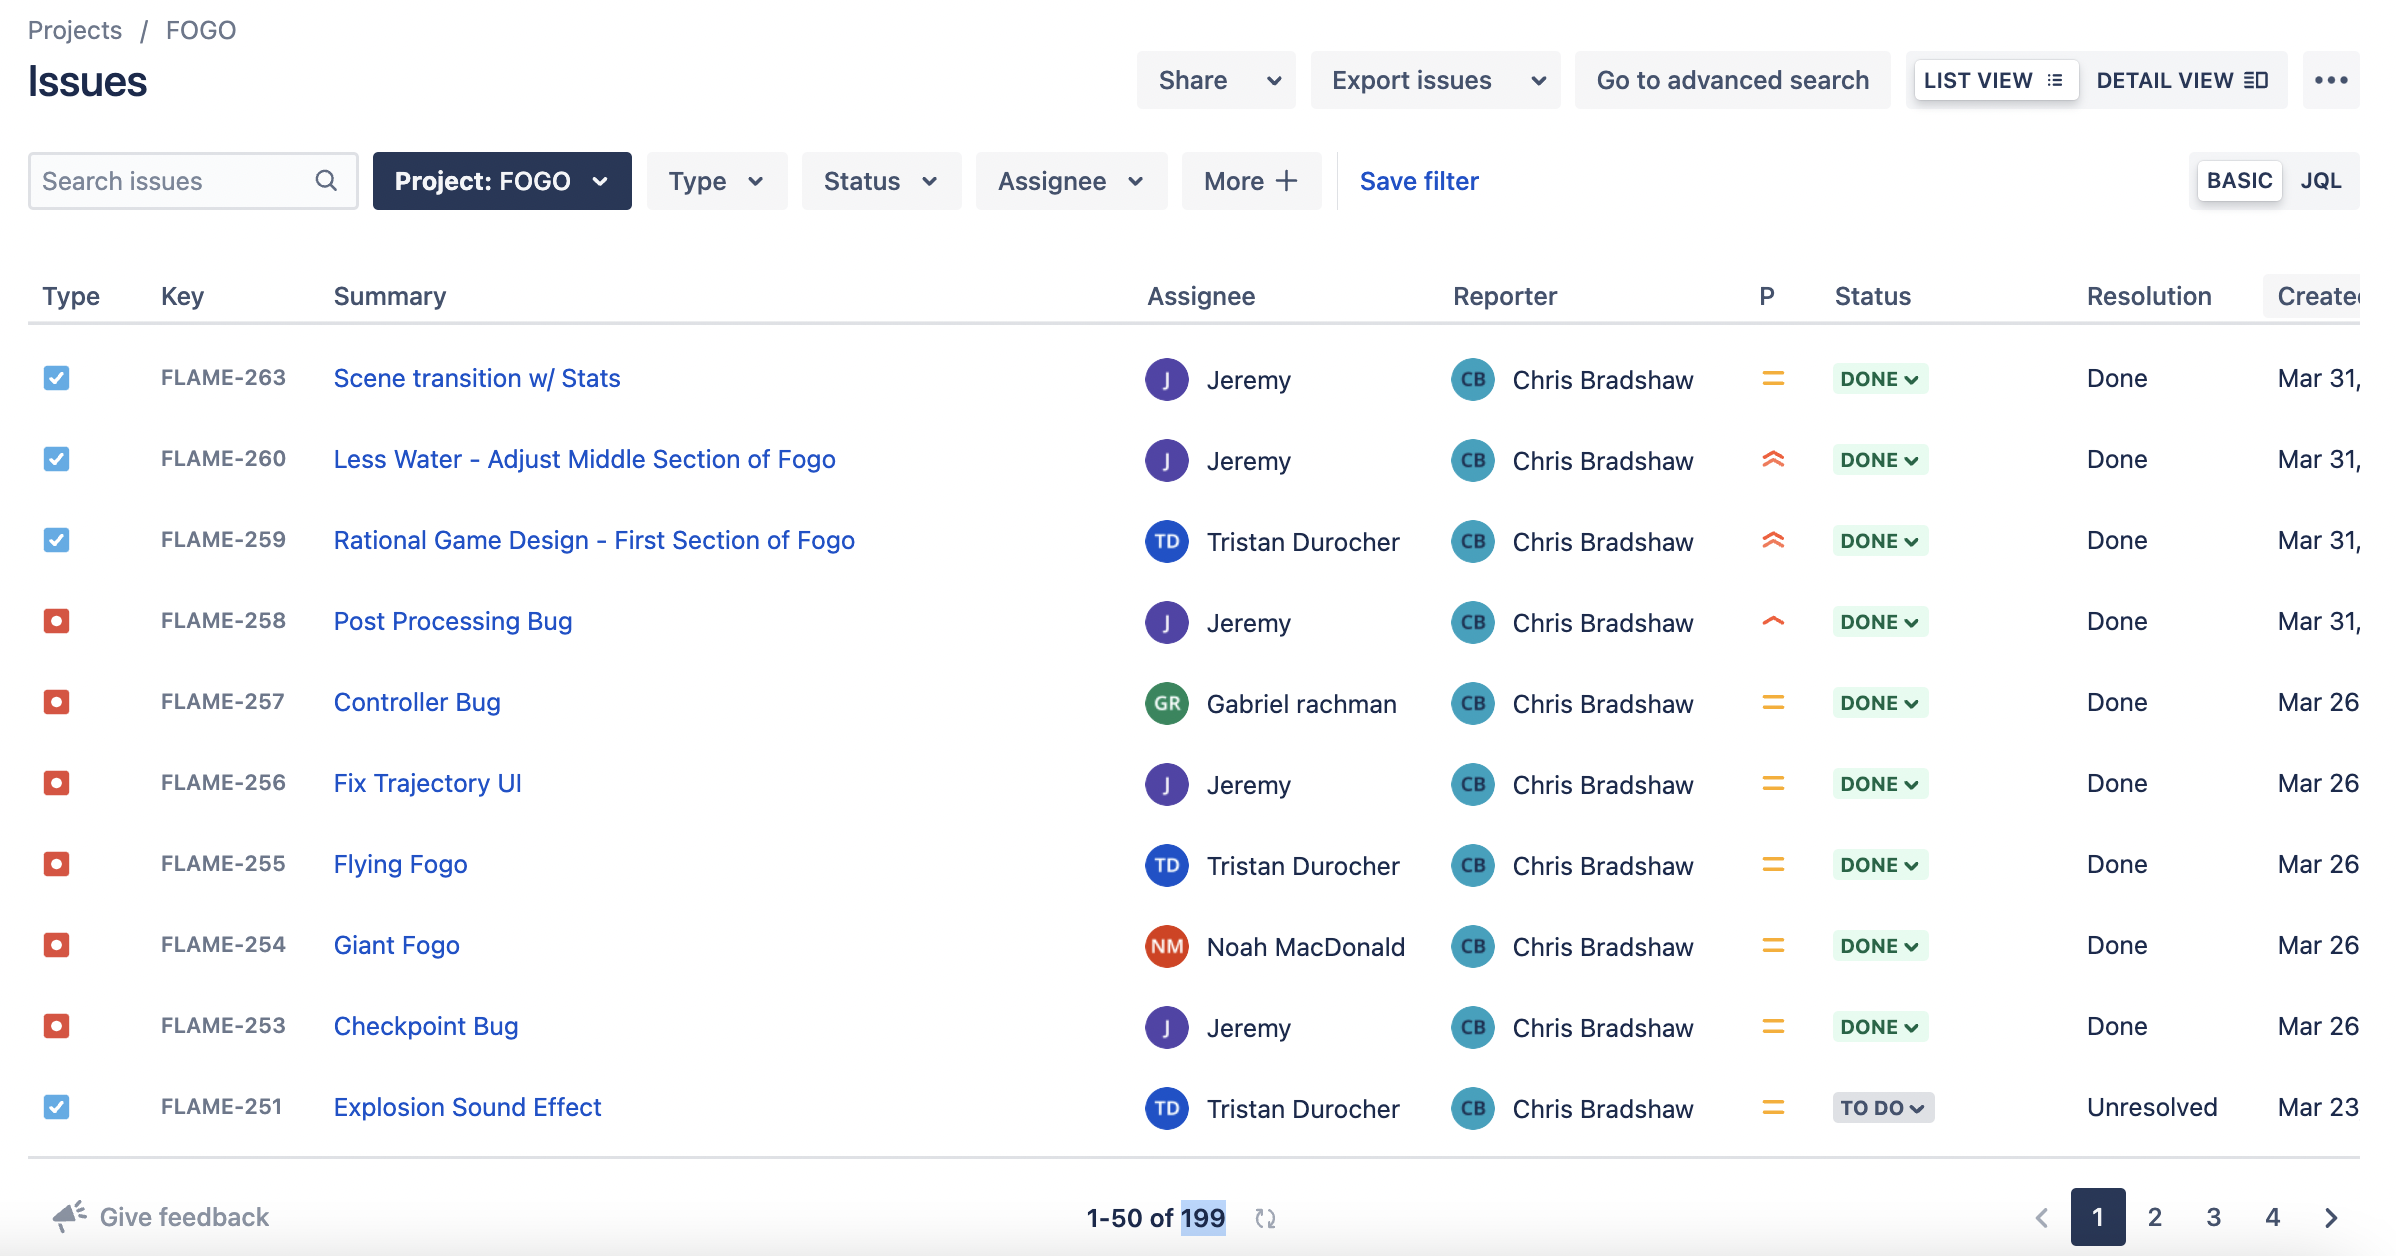 Projects / FOGO
Issues
Share
Export issues
Go to advanced search
LIST VIEW
DETAIL VIEW
Search issues
Project: FOGO
Type
Status
Assignee
More
Save filter
BASIC
JQL
Type Key Summary Assignee Reporter P Status Resolution Create
FLAME-263 Scene transition w/ Stats J Jeremy CB Chris Bradshaw DONE Done Mar 31,
FLAME-260 Less Water - Adjust Middle Section of Fogo J Jeremy CB Chris Bradshaw DONE Done Mar 31,
FLAME-259 Rational Game Design - First Section of Fogo TD Tristan Durocher CB Chris Bradshaw DONE Done Mar 31,
FLAME-258 Post Processing Bug J Jeremy CB Chris Bradshaw DONE Done Mar 31,
FLAME-257 Controller Bug GR Gabriel rachman CB Chris Bradshaw DONE Done Mar 26
FLAME-256 Fix Trajectory UI J Jeremy CB Chris Bradshaw DONE Done Mar 26
FLAME-255 Flying Fogo TD Tristan Durocher CB Chris Bradshaw DONE Done Mar 26
FLAME-254 Giant Fogo NM Noah MacDonald CB Chris Bradshaw DONE Done Mar 26
FLAME-253 Checkpoint Bug J Jeremy CB Chris Bradshaw DONE Done Mar 26
FLAME-251 Explosion Sound Effect TD Tristan Durocher CB Chris Bradshaw TO DO Unresolved Mar 23
Give feedback
1-50 of 199
1 2 3 4